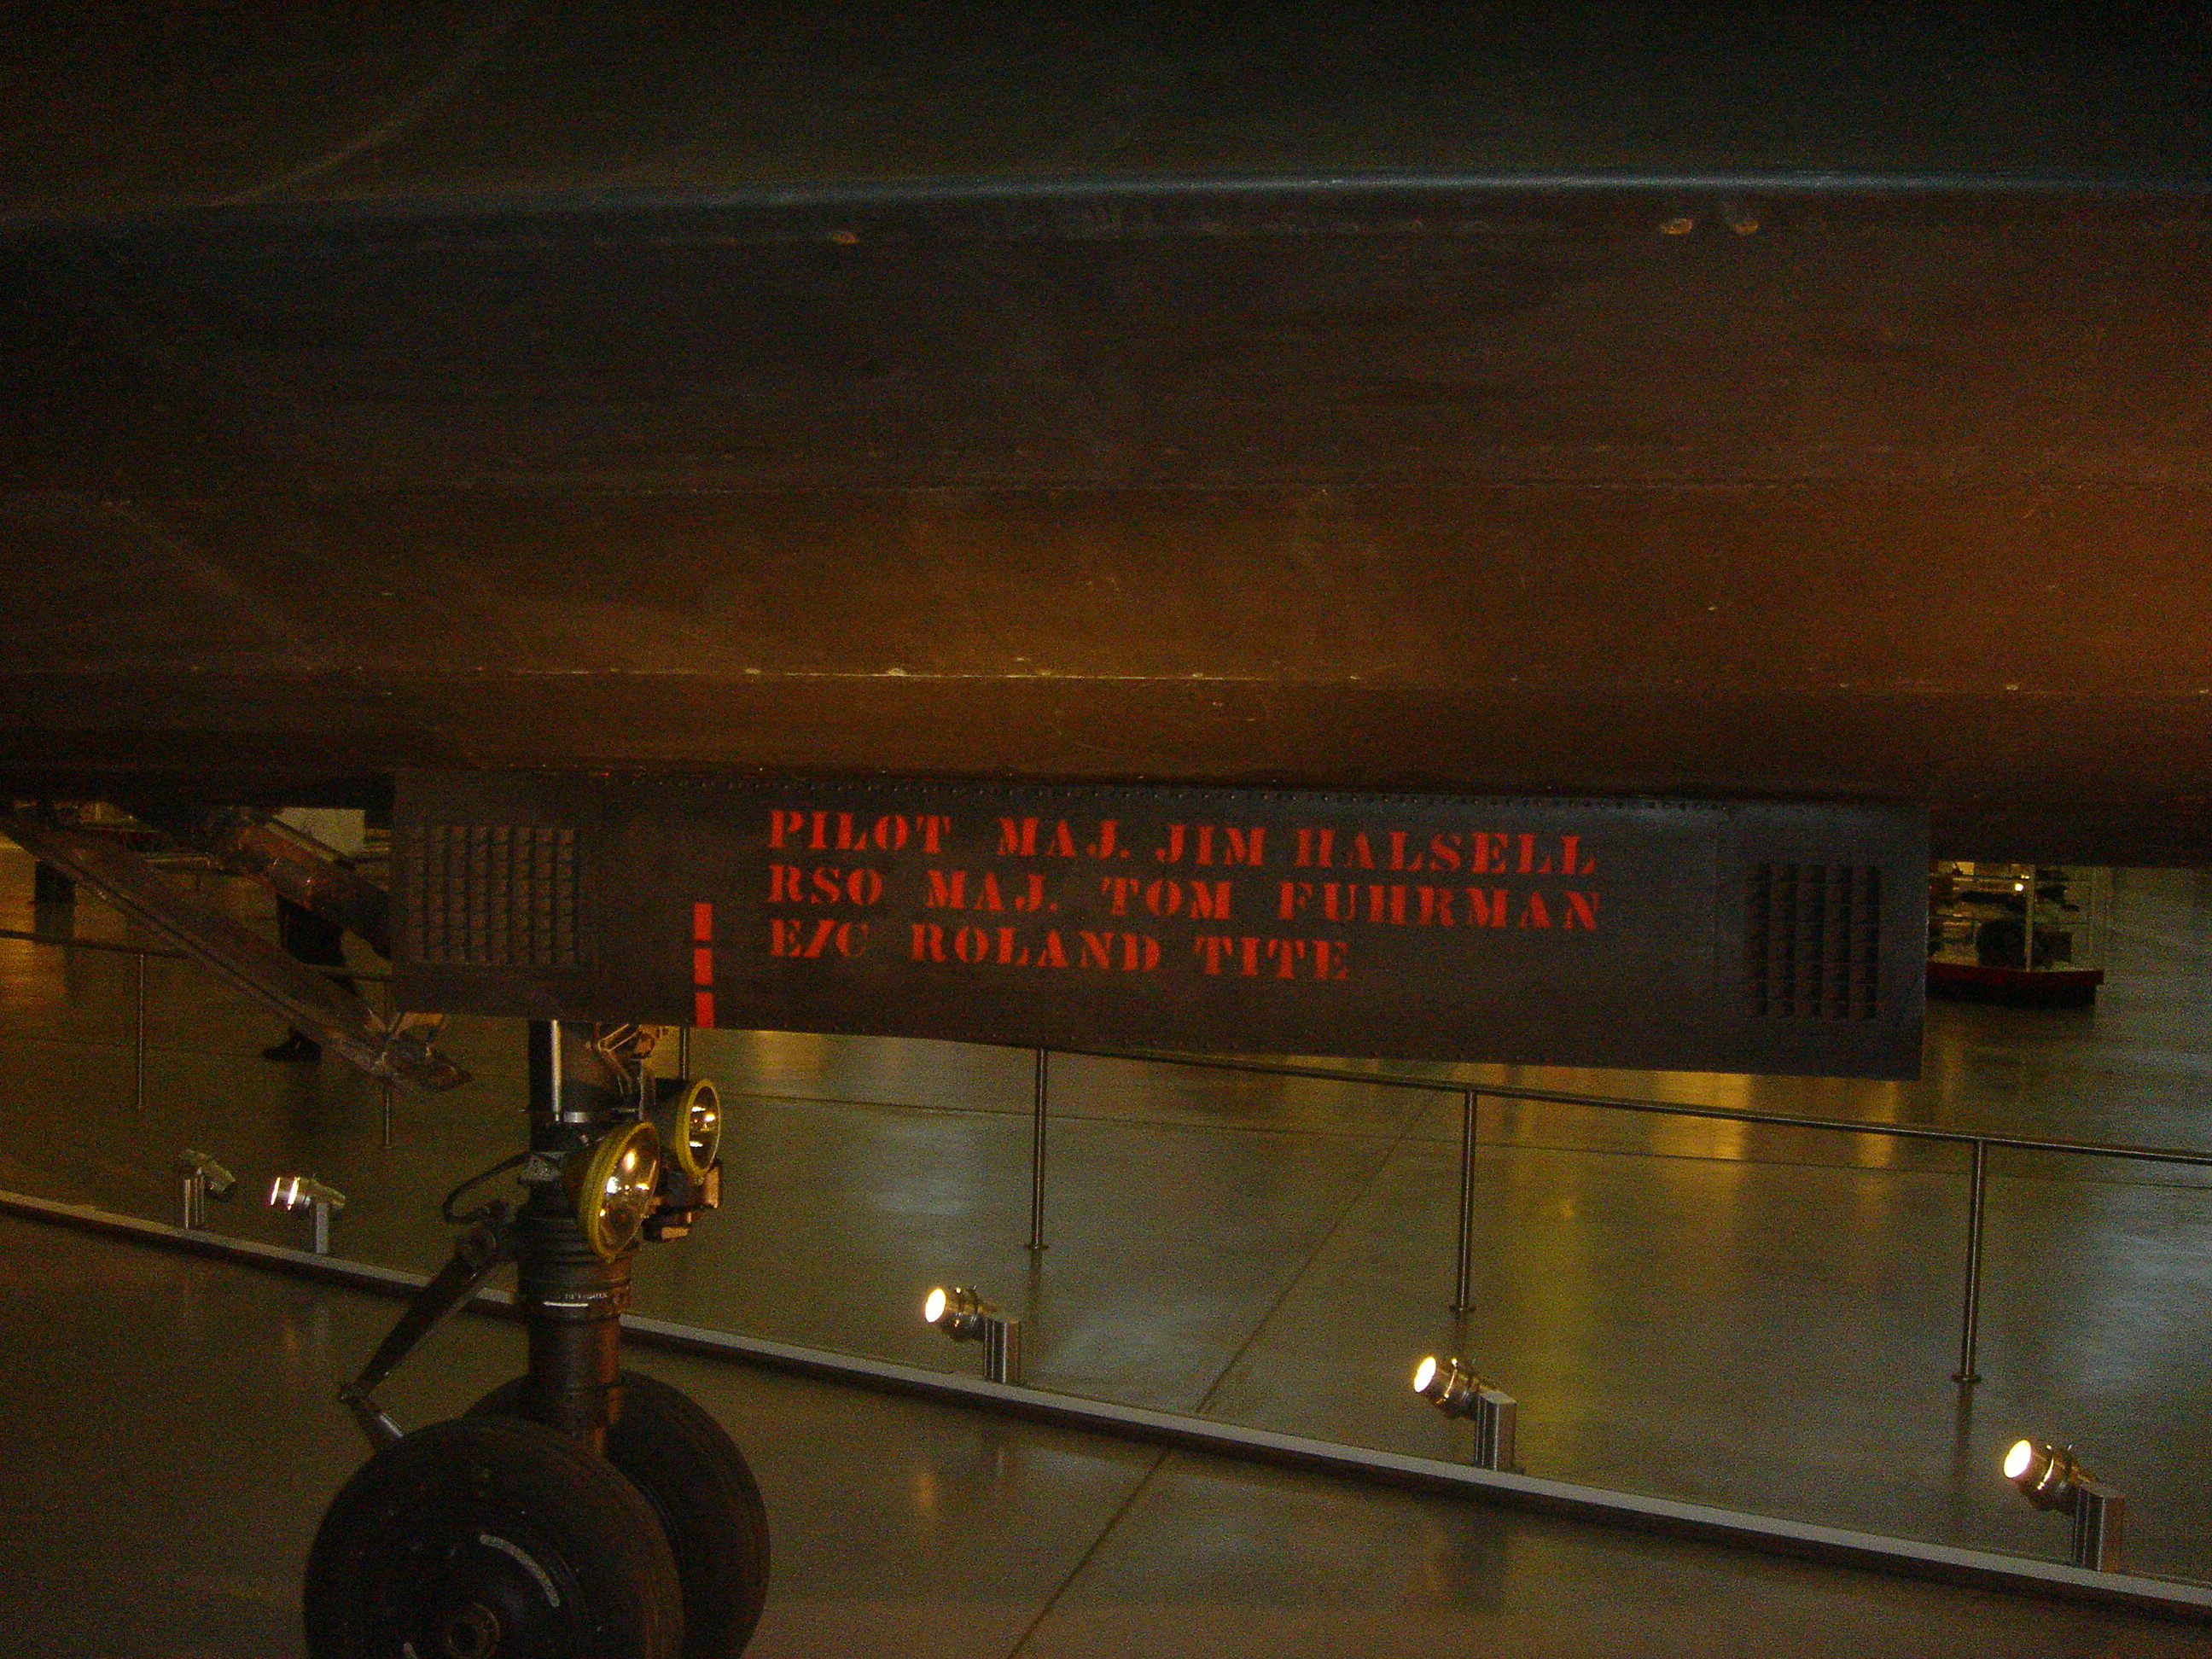 PILOT MAJ. JIM HALSELL
RSO MAJ. TOM FUHRMAN
E/C ROLAND TITE